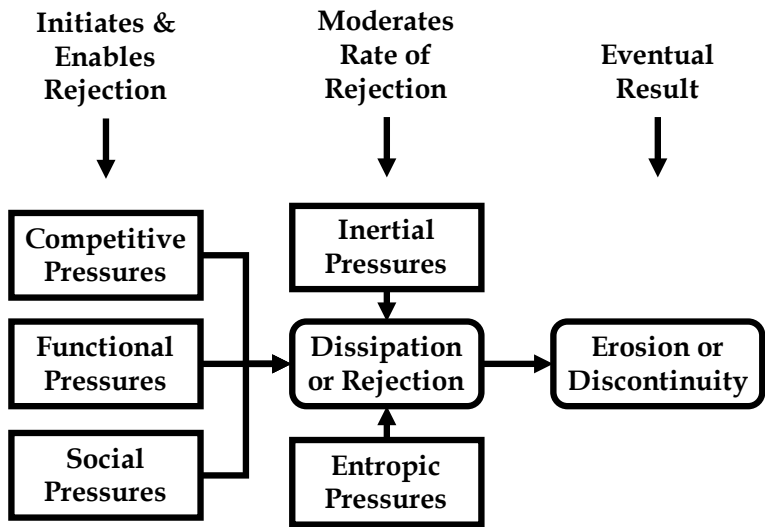 Initiates &
Enables
Rejection
Moderates
Rate of
Rejection
Eventual
Result
Competitive
Pressures
Functional
Pressures
Social
Pressures
Inertial
Pressures
Dissipation
or Rejection
Entropic
Pressures
Erosion or
Discontinuity